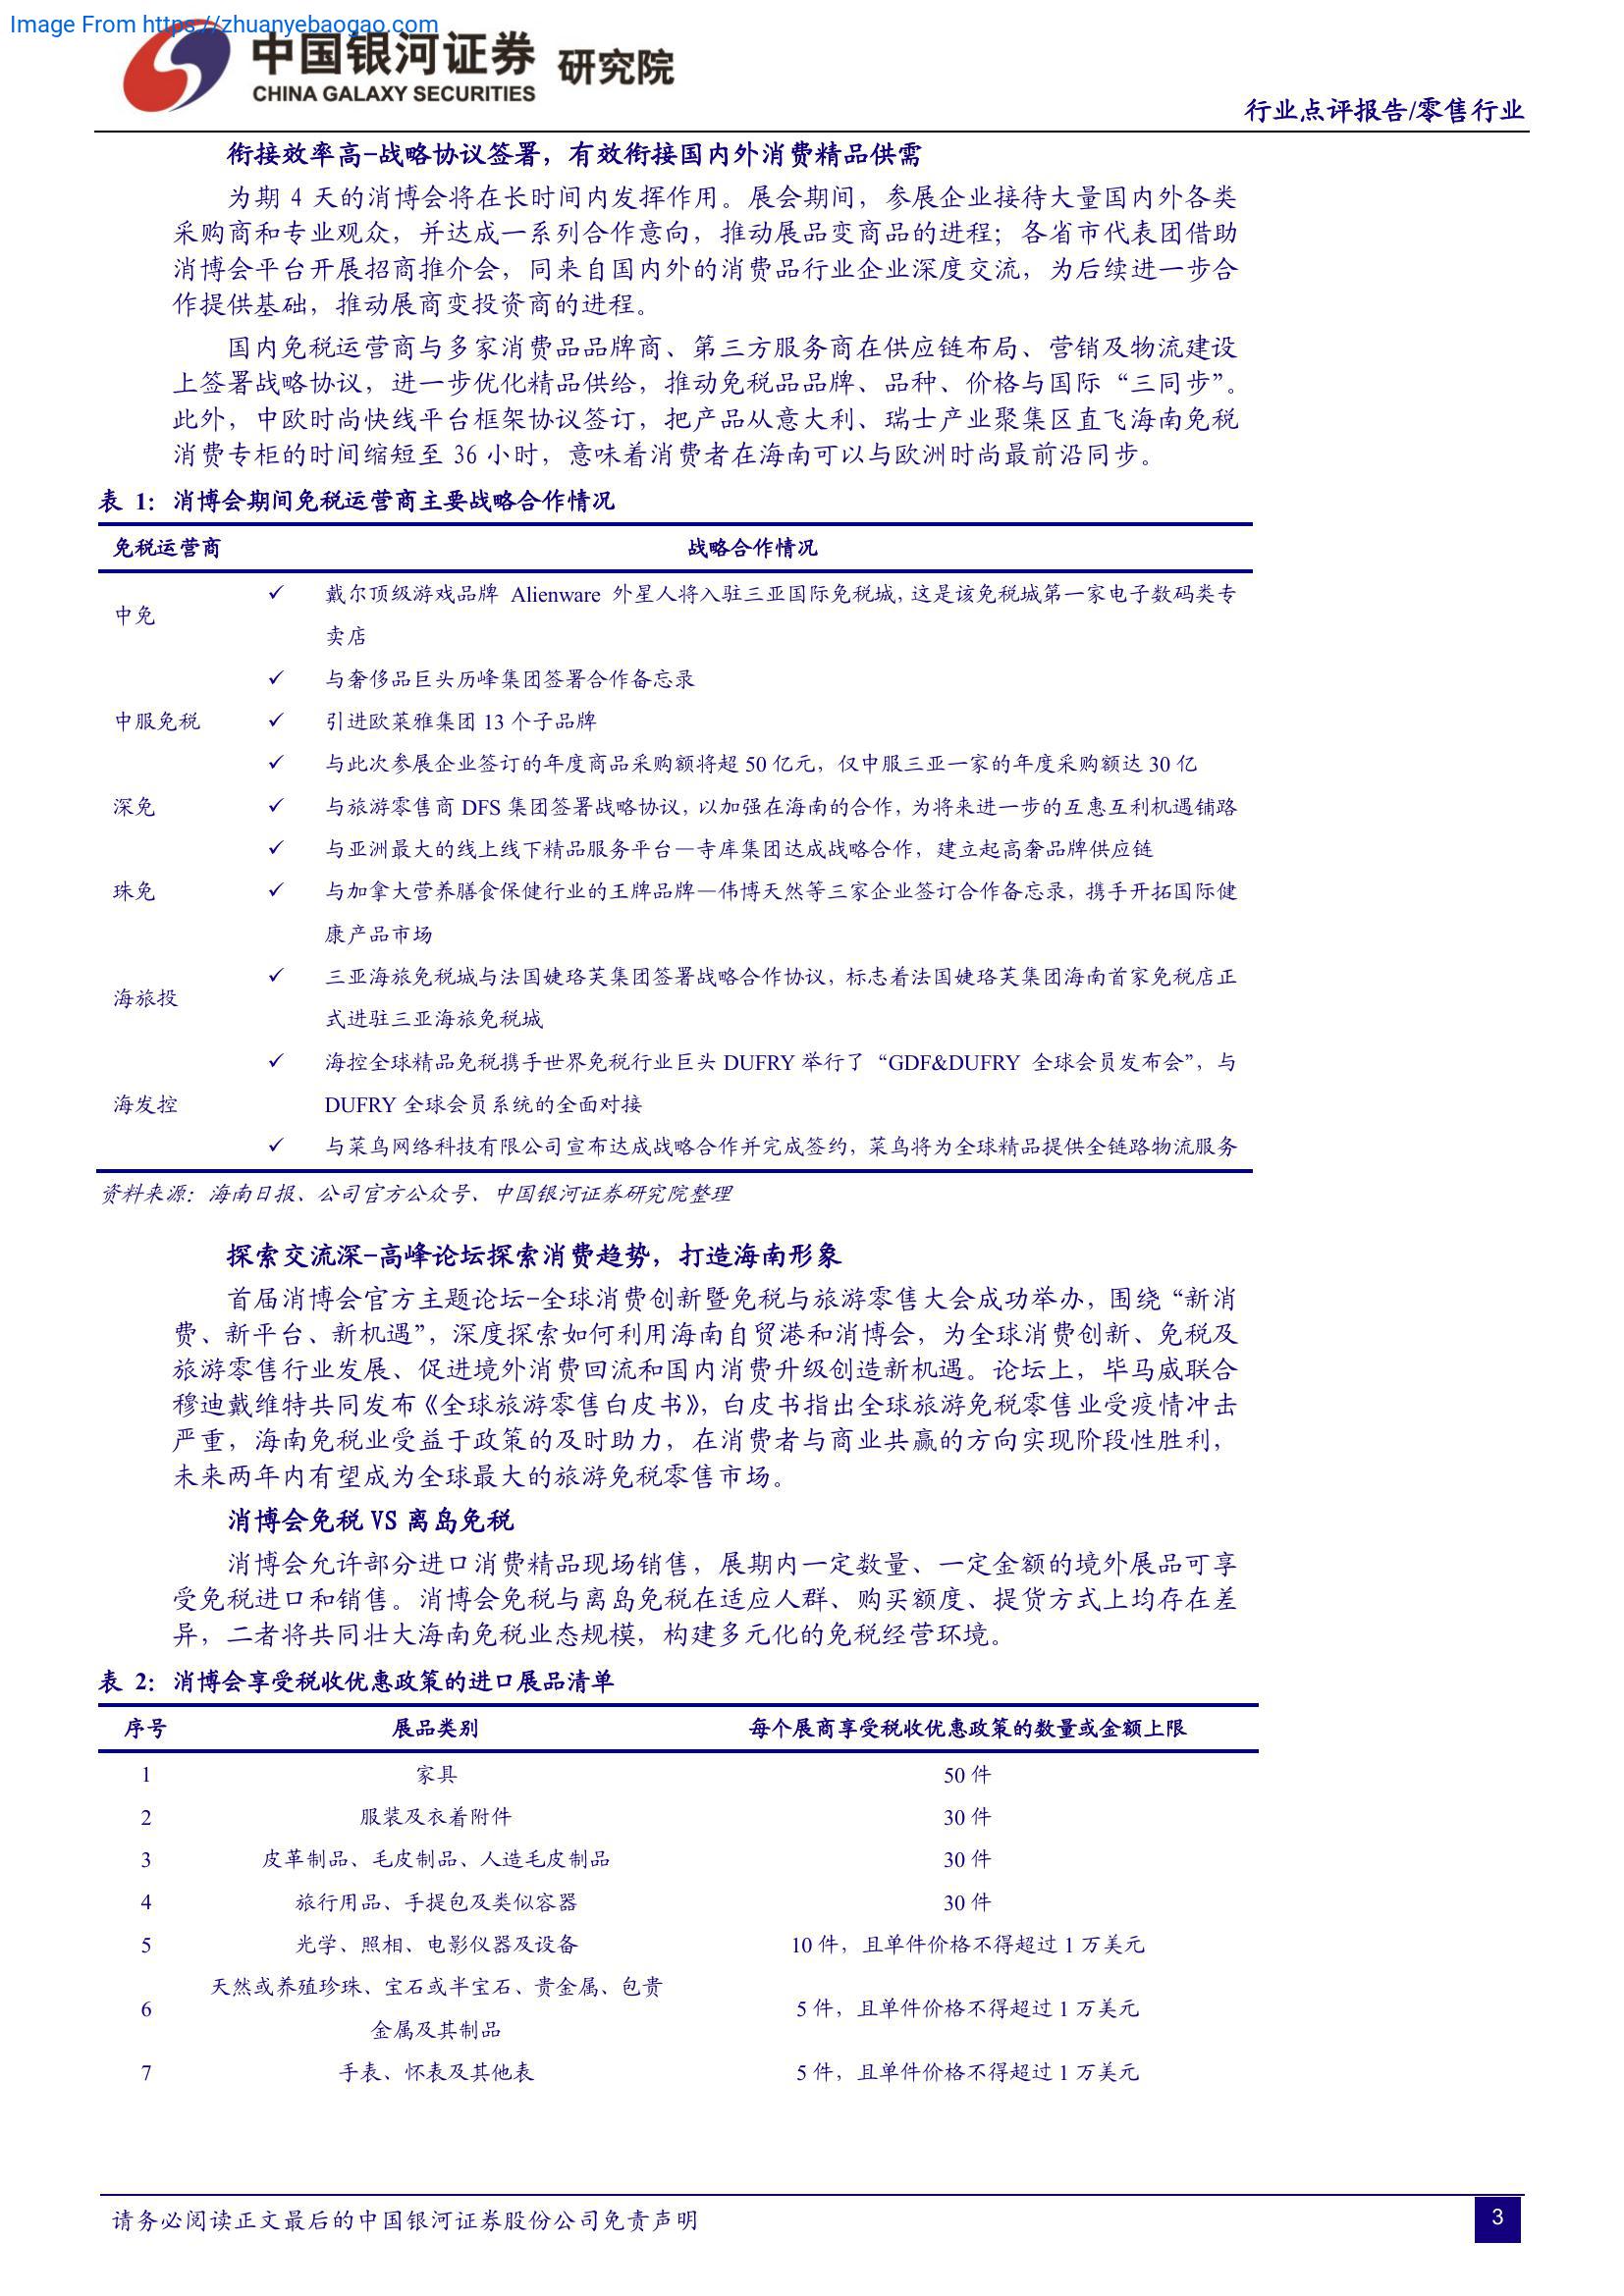 Image From https://zhuanyebaogao.com
中国银河证券 研究院
CHINA GALAXY SECURITIES
行业点评报告/零售行业
衔接效率高-战略协议签署，有效衔接国内外消费精品供需
为期 4 天的消博会将在长时间内发挥作用。展会期间，参展企业接待大量国内外各类
采购商和专业观众，并达成一系列合作意向，推动展品变商品的进程；各省市代表团借助
消博会平台开展招商推介会，同来自国内外的消费品行业企业深度交流，为后续进一步合
作提供基础，推动展商变投资商的进程。
国内免税运营商与多家消费品品牌商、第三方服务商在供应链布局、营销及物流建设
上签署战略协议，进一步优化精品供给，推动免税品品牌、品种、价格与国际“三同步”。
此外，中欧时尚快线平台框架协议签订，把产品从意大利、瑞士产业聚集区直飞海南免税
消费专柜的时间缩短至 36 小时，意味着消费者在海南可以与欧洲时尚最前沿同步。
表 1：消博会期间免税运营商主要战略合作情况
免税运营商 战略合作情况
中免 ✓ 戴尔顶级游戏品牌 Alienware 外星人将入驻三亚国际免税城，这是该免税城第一家电子数码类专
卖店
✓ 与奢侈品巨头历峰集团签署合作备忘录
中服免税 ✓ 引进欧莱雅集团 13 个子品牌
✓ 与此次参展企业签订的年度商品采购额将超 50 亿元，仅中服三亚一家的年度采购额达 30 亿
深免 ✓ 与旅游零售商 DFS 集团签署战略协议，以加强在海南的合作，为将来进一步的互惠互利机遇铺路
✓ 与亚洲最大的线上线下精品服务平台—寺库集团达成战略合作，建立起高奢品牌供应链
珠免 ✓ 与加拿大营养膳食保健行业的王牌品牌—伟博天然等三家企业签订合作备忘录，携手开拓国际健
康产品市场
海旅投 ✓ 三亚海旅免税城与法国婕珞芙集团签署战略合作协议，标志着法国婕珞芙集团海南首家免税店正
式进驻三亚海旅免税城
海发控 ✓ 海控全球精品免税携手世界免税行业巨头 DUFRY 举行了“GDF&DUFRY 全球会员发布会”，与
DUFRY 全球会员系统的全面对接
✓ 与菜鸟网络科技有限公司宣布达成战略合作并完成签约，菜鸟将为全球精品提供全链路物流服务
资料来源：海南日报、公司官方公众号、中国银河证券研究院整理
探索交流深-高峰论坛探索消费趋势，打造海南形象
首届消博会官方主题论坛-全球消费创新暨免税与旅游零售大会成功举办，围绕“新消
费、新平台、新机遇”，深度探索如何利用海南自贸港和消博会，为全球消费创新、免税及
旅游零售行业发展、促进境外消费回流和国内消费升级创造新机遇。论坛上，毕马威联合
穆迪戴维特共同发布《全球旅游零售白皮书》，白皮书指出全球旅游免税零售业受疫情冲击
严重，海南免税业受益于政策的及时助力，在消费者与商业共赢的方向实现阶段性胜利，
未来两年内有望成为全球最大的旅游免税零售市场。
消博会免税 VS 离岛免税
消博会允许部分进口消费精品现场销售，展期内一定数量、一定金额的境外展品可享
受免税进口和销售。消博会免税与离岛免税在适应人群、购买额度、提货方式上均存在差
异，二者将共同壮大海南免税业态规模，构建多元化的免税经营环境。
表 2：消博会享受税收优惠政策的进口展品清单
序号 展品类别 每个展商享受税收优惠政策的数量或金额上限
1 家具 50 件
2 服装及衣着附件 30 件
3 皮革制品、毛皮制品、人造毛皮制品 30 件
4 旅行用品、手提包及类似容器 30 件
5 光学、照相、电影仪器及设备 10 件，且单件价格不得超过 1 万美元
6 天然或养殖珍珠、宝石或半宝石、贵金属、包贵
金属及其制品 5 件，且单件价格不得超过 1 万美元
7 手表、怀表及其他表 5 件，且单件价格不得超过 1 万美元
请务必阅读正文最后的中国银河证券股份公司免责声明
3